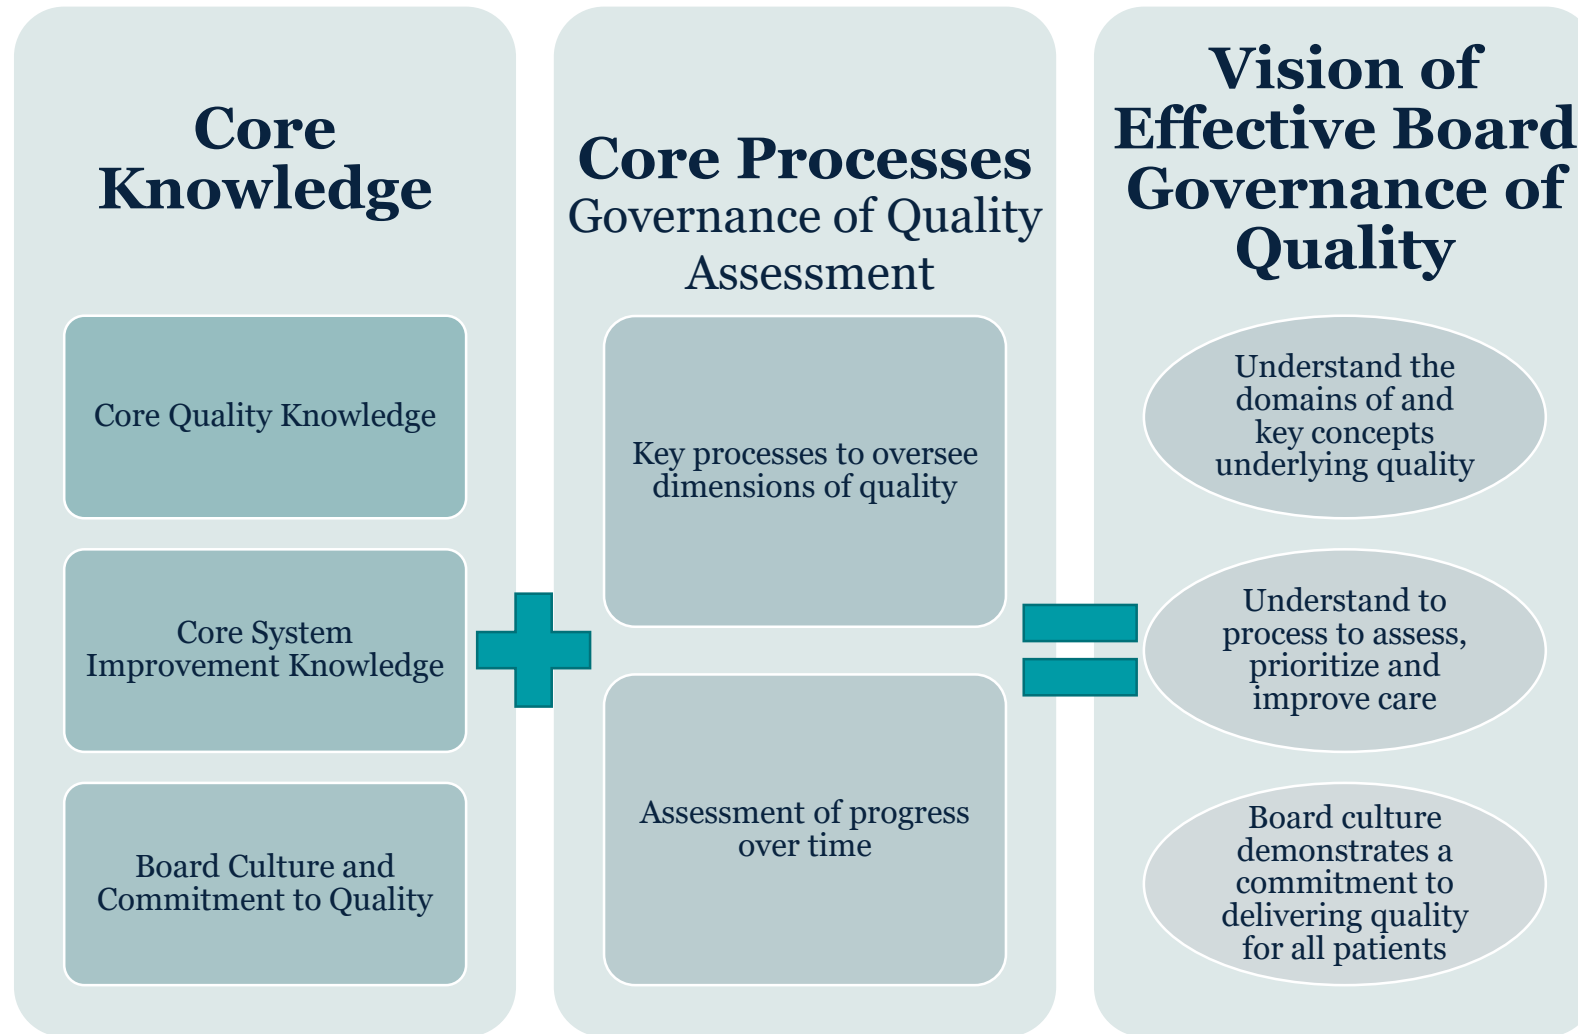 Core
Knowledge
Core Quality Knowledge
Core System
Improvement Knowledge
Board Culture and
Commitment to Quality
Core Processes
Governance of Quality
Assessment
Key processes to oversee
dimensions of quality
Assessment of progress
over time
Vision of
Effective Board
Governance of
Quality
Understand the
domains of and
key concepts
underlying quality
Understand to
process to assess,
prioritize and
improve care
Board culture
demonstrates a
commitment to
delivering quality
for all patients